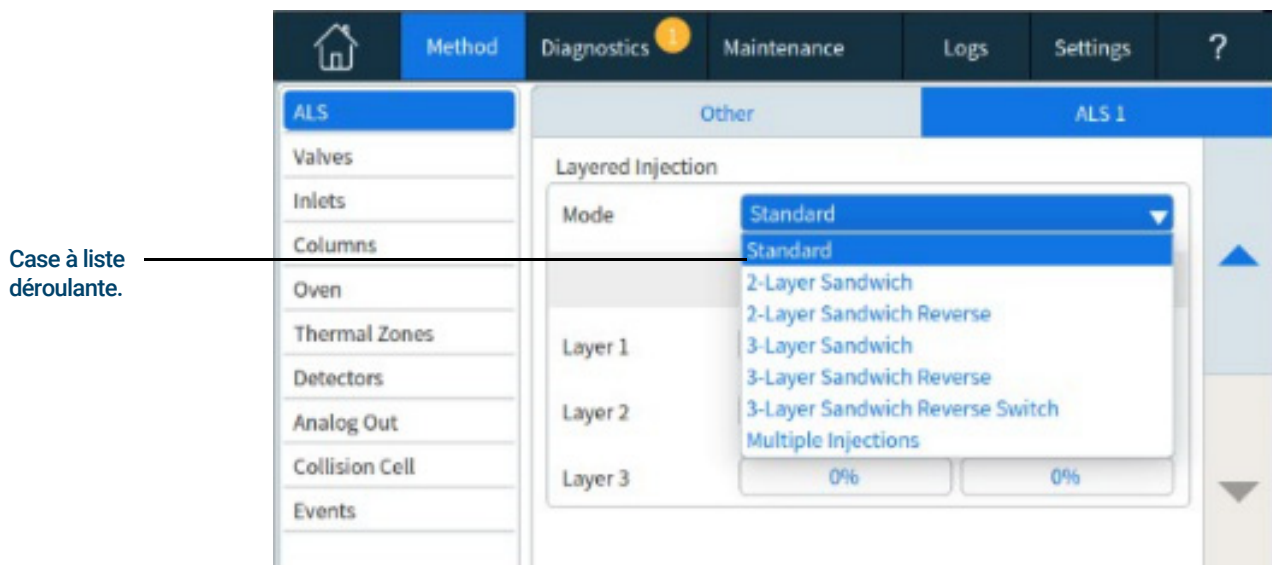 Method
Diagnostics 1
Maintenance
Logs
Settings
?
ALS
Valves
Inlets
Columns
Oven
Thermal Zones
Detectors
Analog Out
Collision Cell
Events
Other
ALS 1
Layered Injection
Mode
Standard
Standard
2-Layer Sandwich
2-Layer Sandwich Reverse
3-Layer Sandwich
3-Layer Sandwich Reverse
3-Layer Sandwich Reverse Switch
Multiple Injections
Layer 1
Layer 2
Layer 3
0%
0%
Case à liste
déroulante.